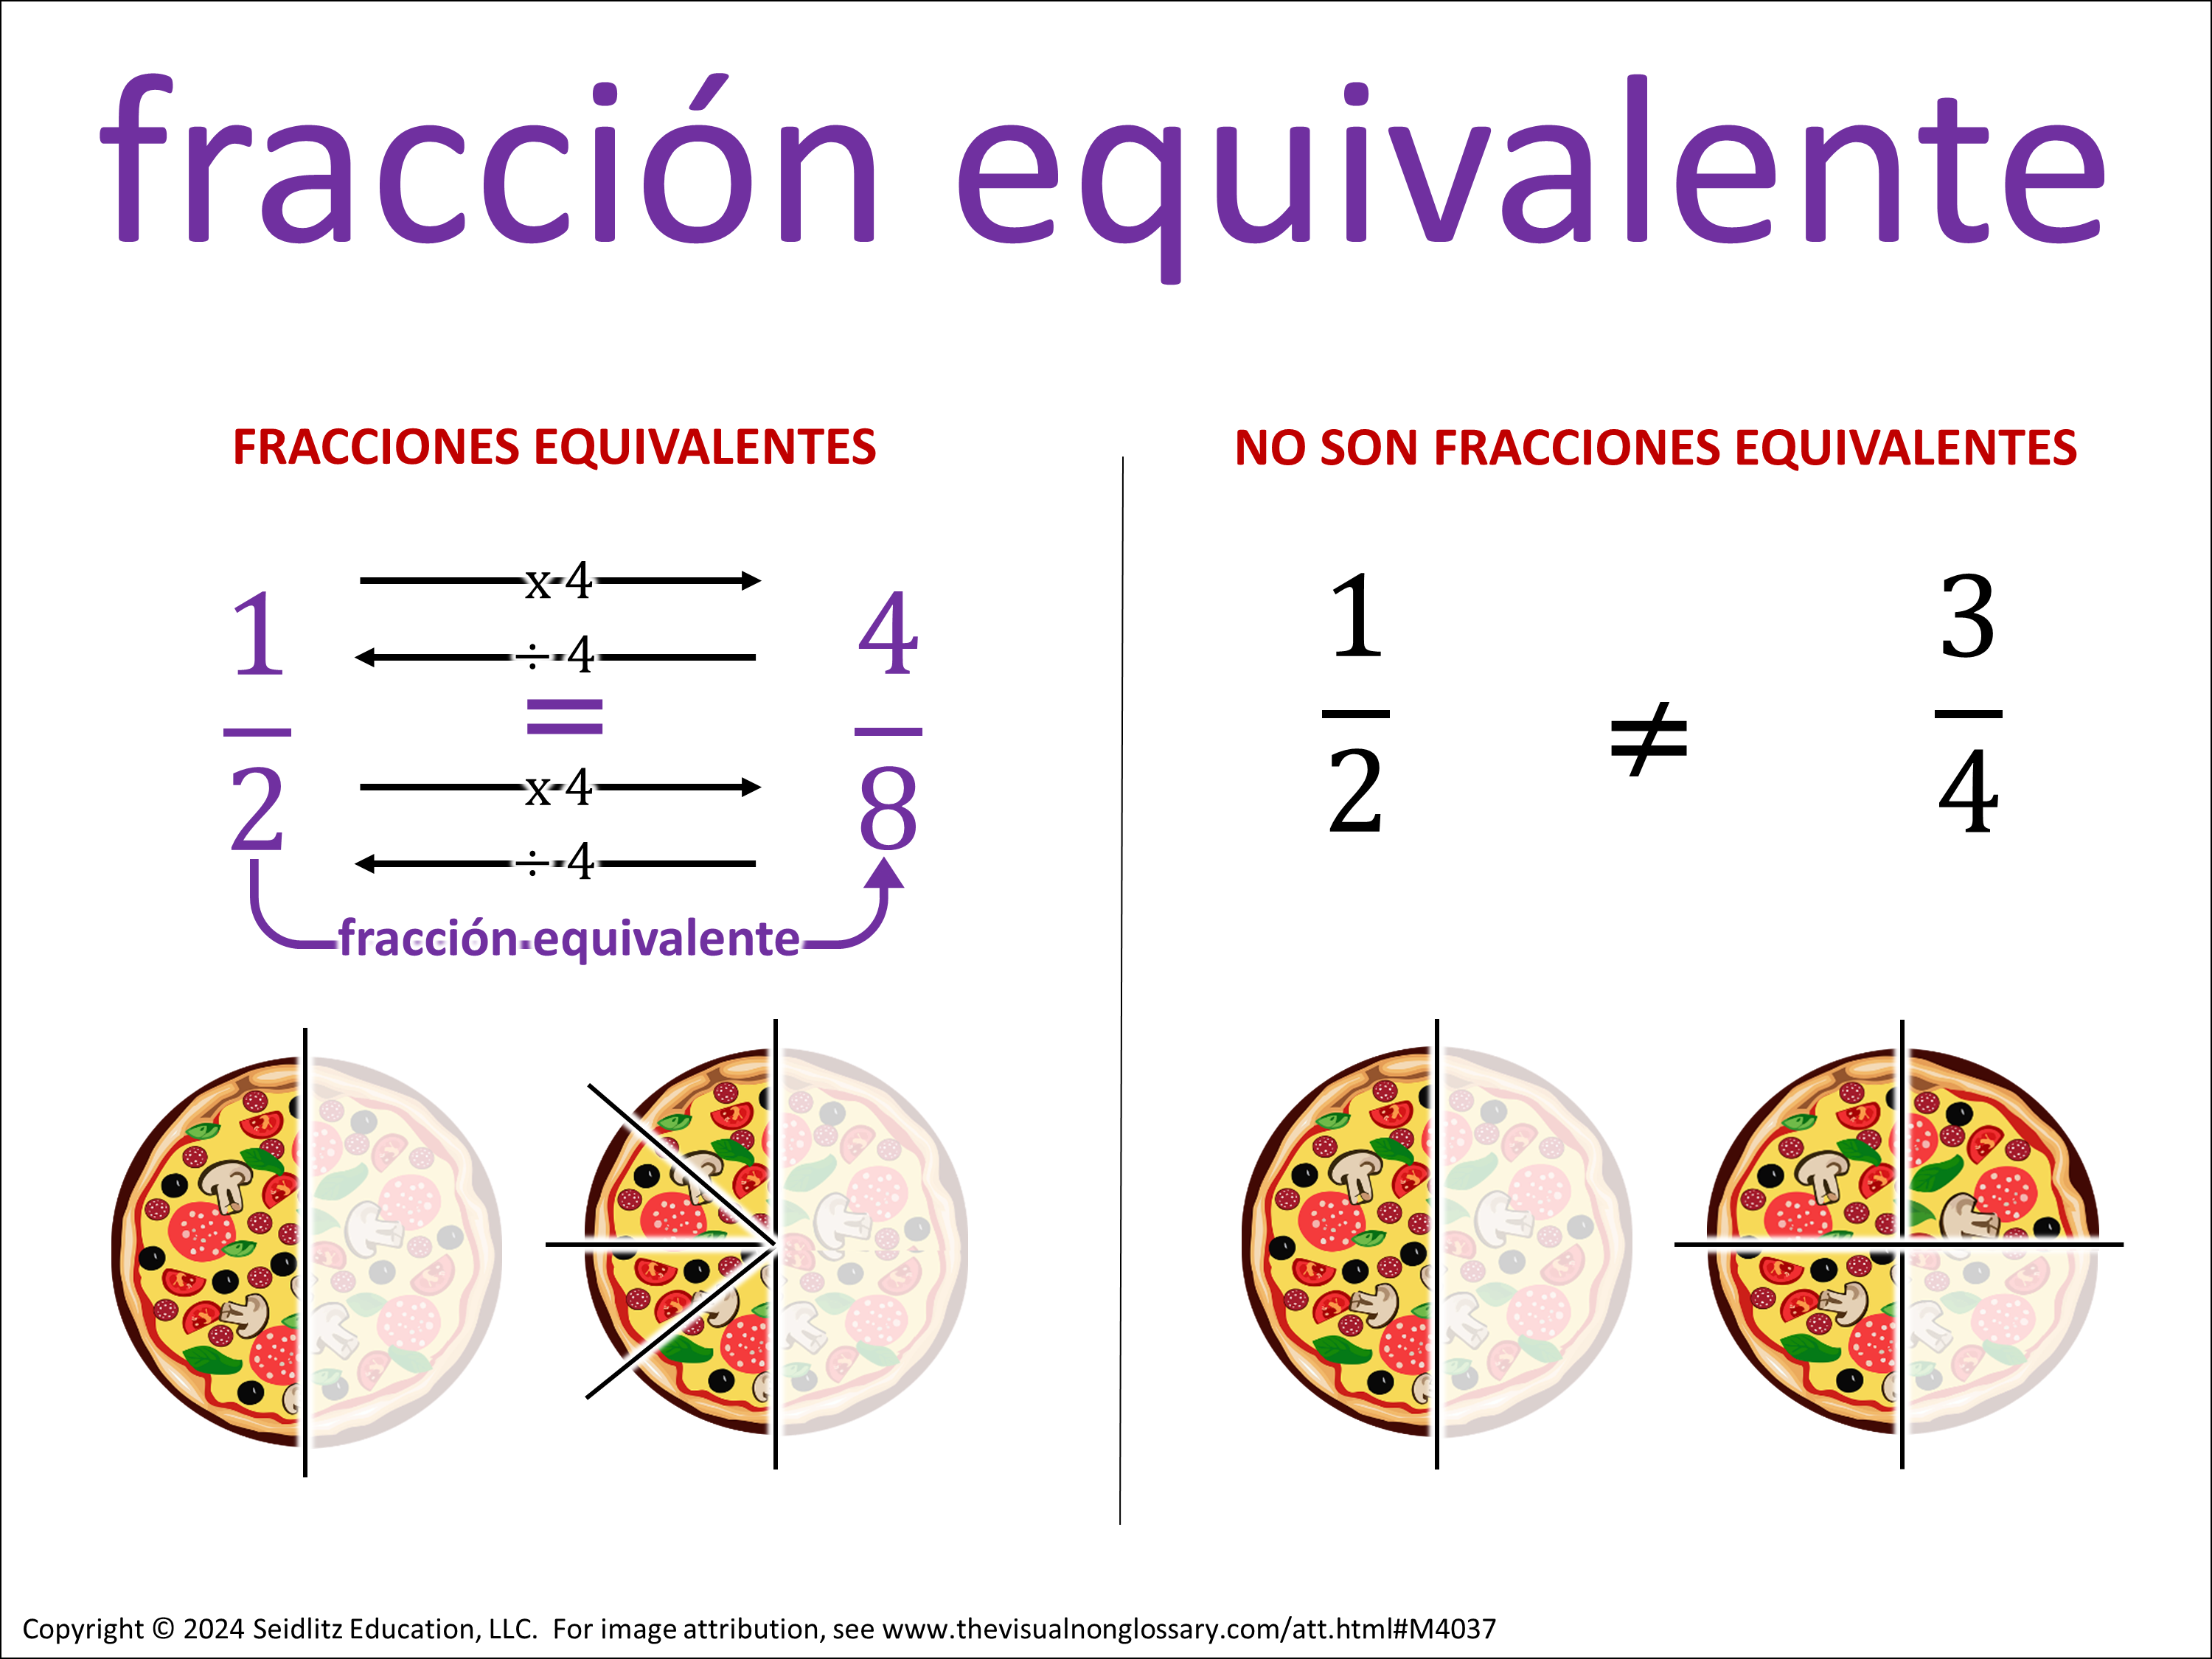 fracción equivalente
FRACCIONES EQUIVALENTES
x 4
÷ 4
1
2
=
4
8
x 4
÷ 4
fracción equivalente
NO SON FRACCIONES EQUIVALENTES
1
2
≠
3
4
Copyright © 2024 Seidlitz Education, LLC.  For image attribution, see www.thevisualnonglossary.com/att.html#M4037